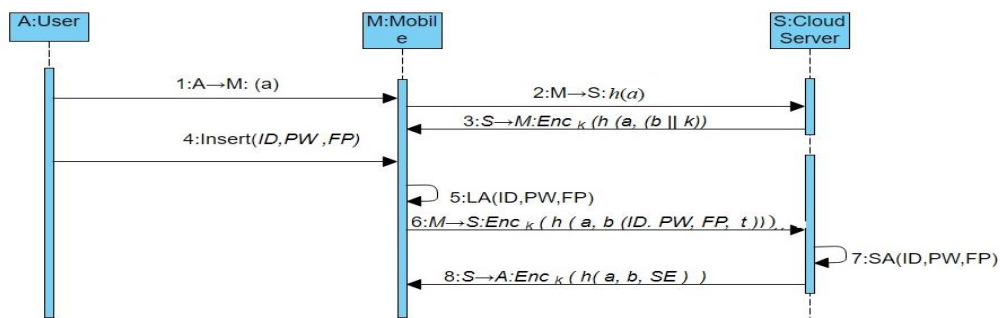 A:User
M:Mobil
e
S:Cloud
Server
1:A→M: (a)
2:M→S:h(a)
3:S→M:Enc K (h (a, (b || k))
4:Insert(ID,PW ,FP)
5:LA(ID,PW,FP)
6:M→S:Enc K ( h ( a, b (ID. PW, FP, t )))
7:SA(ID,PW,FP)
8:S→A:Enc K ( h( a, b, SE ) )